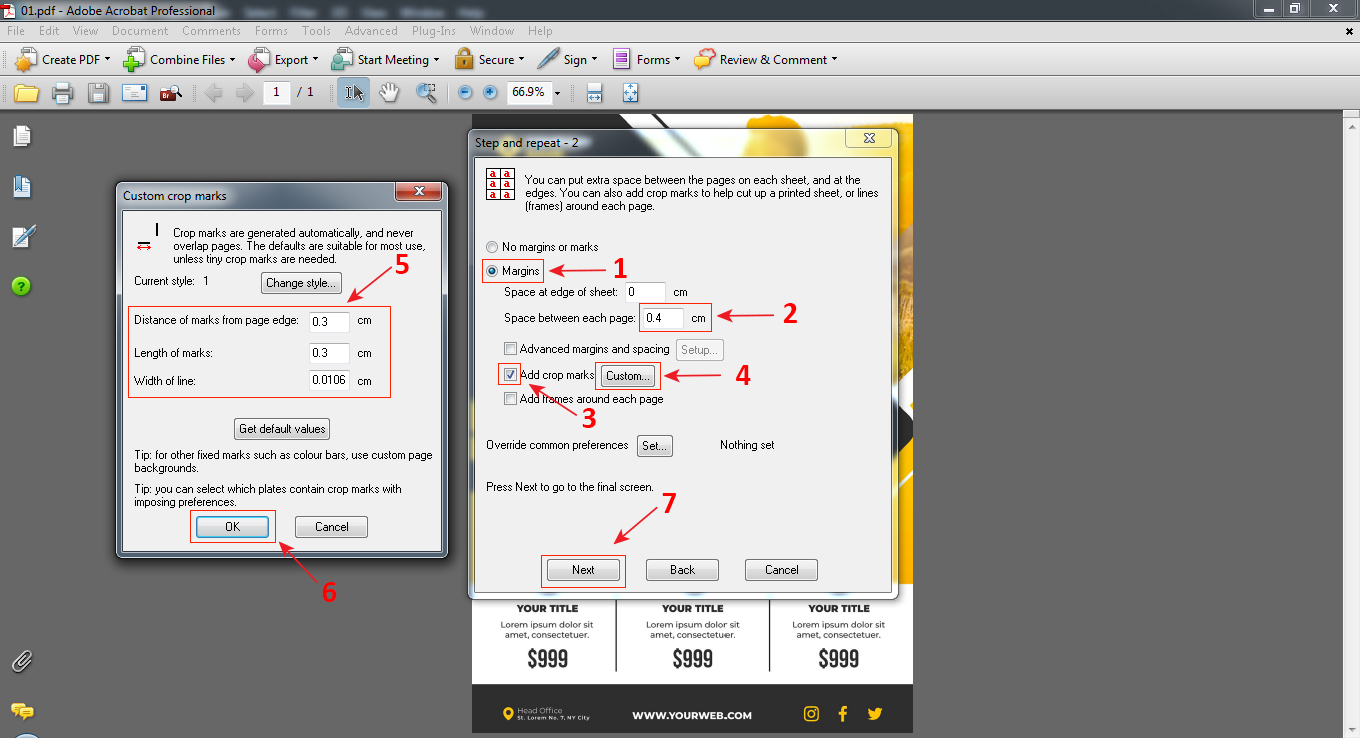 01.pdf - Adobe Acrobat Professional
File Edit View Document Comments Forms Tools Advanced Plug-Ins Window Help
Create PDF Combine Files Export Start Meeting Secure Sign Forms Review & Comment
Br 1 / 1 66.9%
Custom crop marks
Crop marks are generated automatically, and never
overlap pages. The defaults are suitable for most use,
unless tiny crop marks are needed.
5
Current style: 1 Change style...
Distance of marks from page edge: 0.3 cm
Length of marks: 0.3 cm
Width of line: 0.0106 cm
Get default values
Tip: for other fixed marks such as colour bars, use custom page
backgrounds.
Tip: you can select which plates contain crop marks with
imposing preferences.
OK Cancel
6
Step and repeat - 2
a a
a a
a a
You can put extra space between the pages on each sheet, and at the
edges. You can also add crop marks to help cut up a printed sheet, or lines
(frames) around each page.
No margins or marks
Margins 1
Space at edge of sheet: 0 cm
Space between each page: 0.4 cm 2
Advanced margins and spacing Setup...
Add crop marks Custom... 4
Add frames around each page
3
Override common preferences Set... Nothing set
Press Next to go to the final screen.
7
Next Back Cancel
YOUR TITLE YOUR TITLE YOUR TITLE
Lorem ipsum dolor sit Lorem ipsum dolor sit Lorem ipsum dolor sit
amet, consectetuer. amet, consectetuer. amet, consectetuer.
$999 $999 $999
Head Office
St. Lorem No. 7, NY City
WWW.YOURWEB.COM